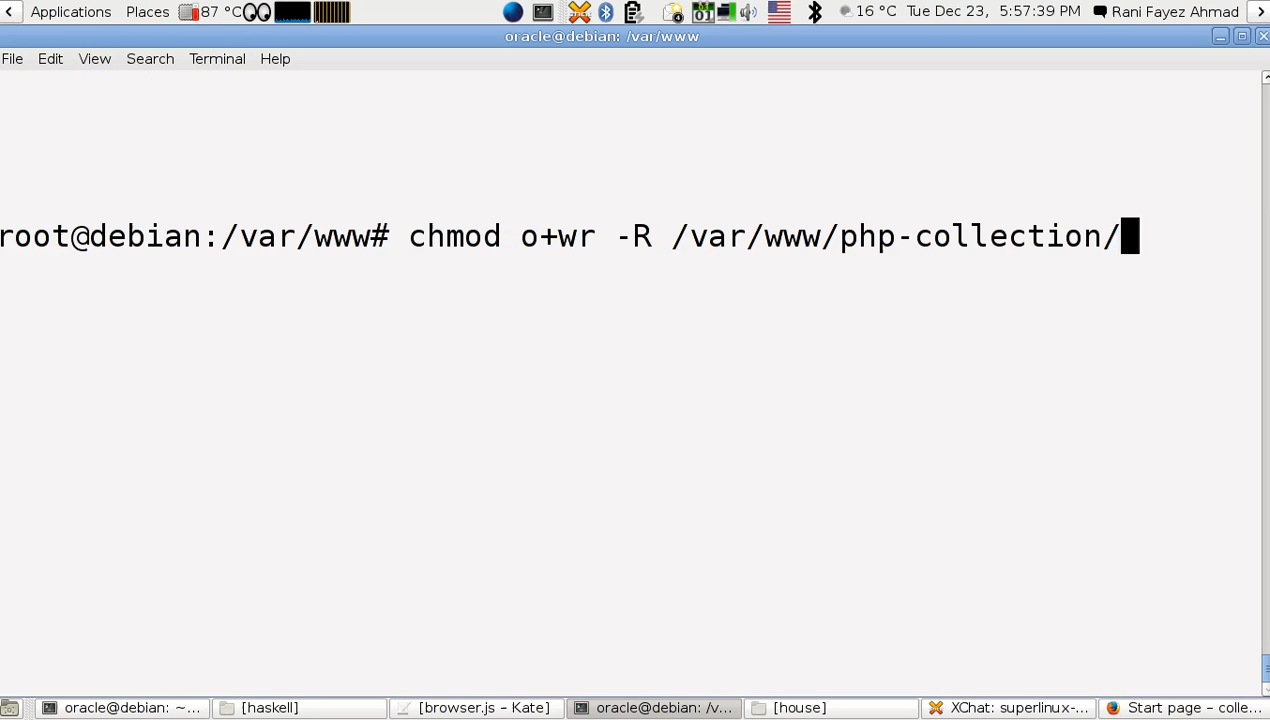 Applications Places 87 °C 01 16 °C Tue Dec 23, 5:57:39 PM Rani Fayez Ahmad
oracle@debian: /var/www
File Edit View Search Terminal Help
root@debian:/var/www# chmod o+wr -R /var/www/php-collection/
oracle@debian: ~... [haskell] [browser.js – Kate] oracle@debian: /v... [house] XChat: superlinux-... Start page – colle...